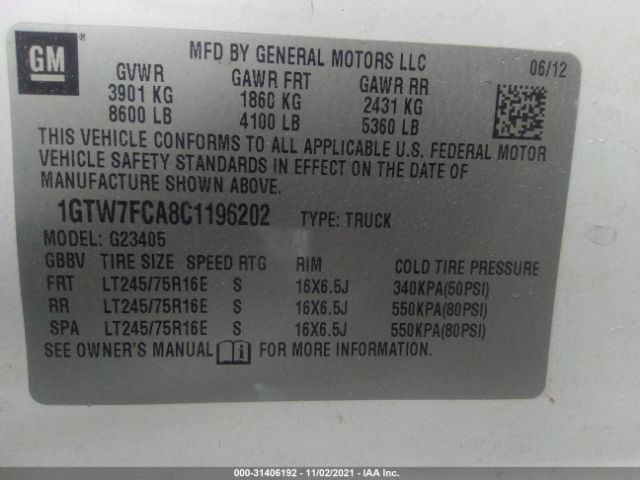 GM
MFD BY GENERAL MOTORS LLC
06/12
GVWR GAWR FRT GAWR RR
3901 KG 1860 KG 2431 KG
8600 LB 4100 LB 5360 LB
THIS VEHICLE CONFORMS TO ALL APPLICABLE U.S. FEDERAL MOTOR
VEHICLE SAFETY STANDARDS IN EFFECT ON THE DATE OF
MANUFACTURE SHOWN ABOVE.
1GTW7FCA8C1196202 TYPE: TRUCK
MODEL: G23405
GBBV TIRE SIZE SPEED RTG RIM COLD TIRE PRESSURE
FRT LT245/75R16E S 16X6.5J 340KPA(50PSI)
RR LT245/75R16E S 16X6.5J 550KPA(80PSI)
SPA LT245/75R16E S 16X6.5J 550KPA(80PSI)
SEE OWNER'S MANUAL i FOR MORE INFORMATION.
000-31406192 - 11/02/2021 - IAA Inc.